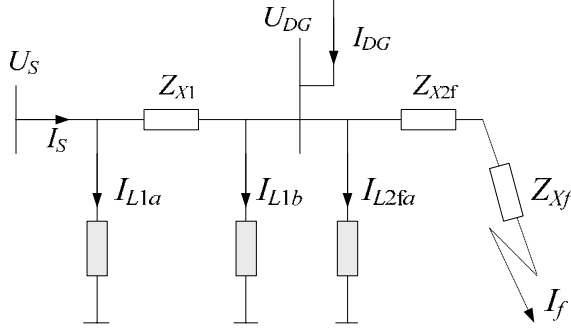 U_DG
I_DG
U_S
Z_X1
Z_X2f
I_S
I_L1a
I_L1b
I_L2fa
Z_Xf
I_f